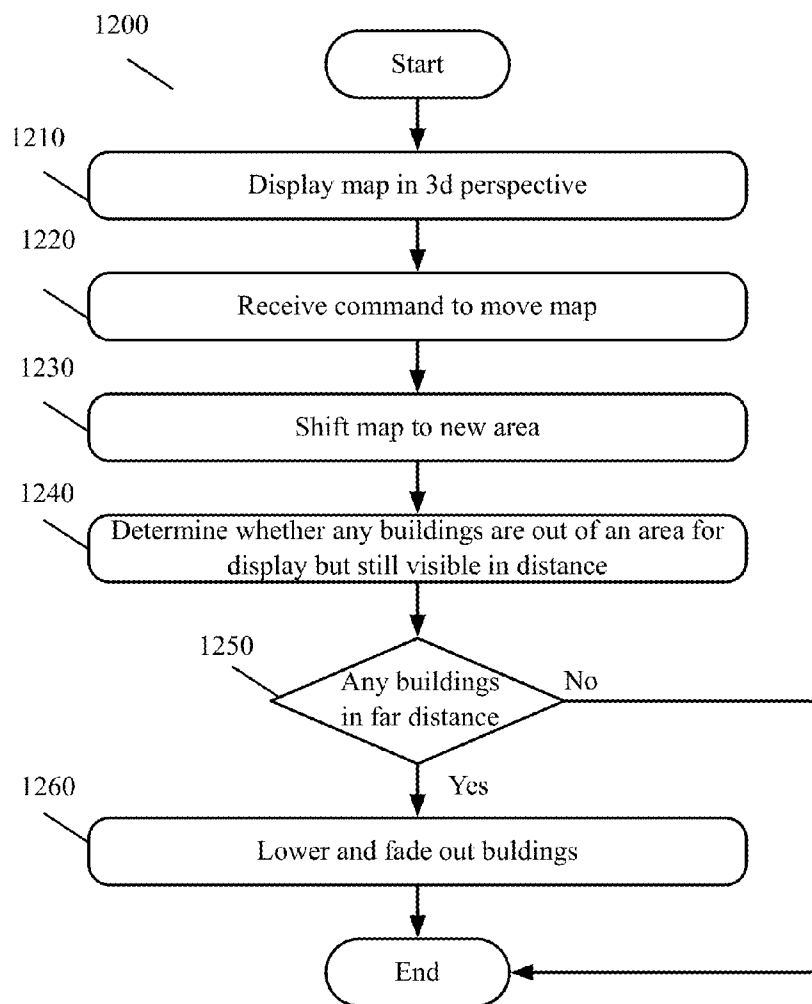 1200
Start
1210
Display map in 3d perspective
1220
Receive command to move map
1230
Shift map to new area
1240
Determine whether any buildings are out of an area for
display but still visible in distance
1250
Any buildings
in far distance
No
Yes
1260
Lower and fade out buldings
End